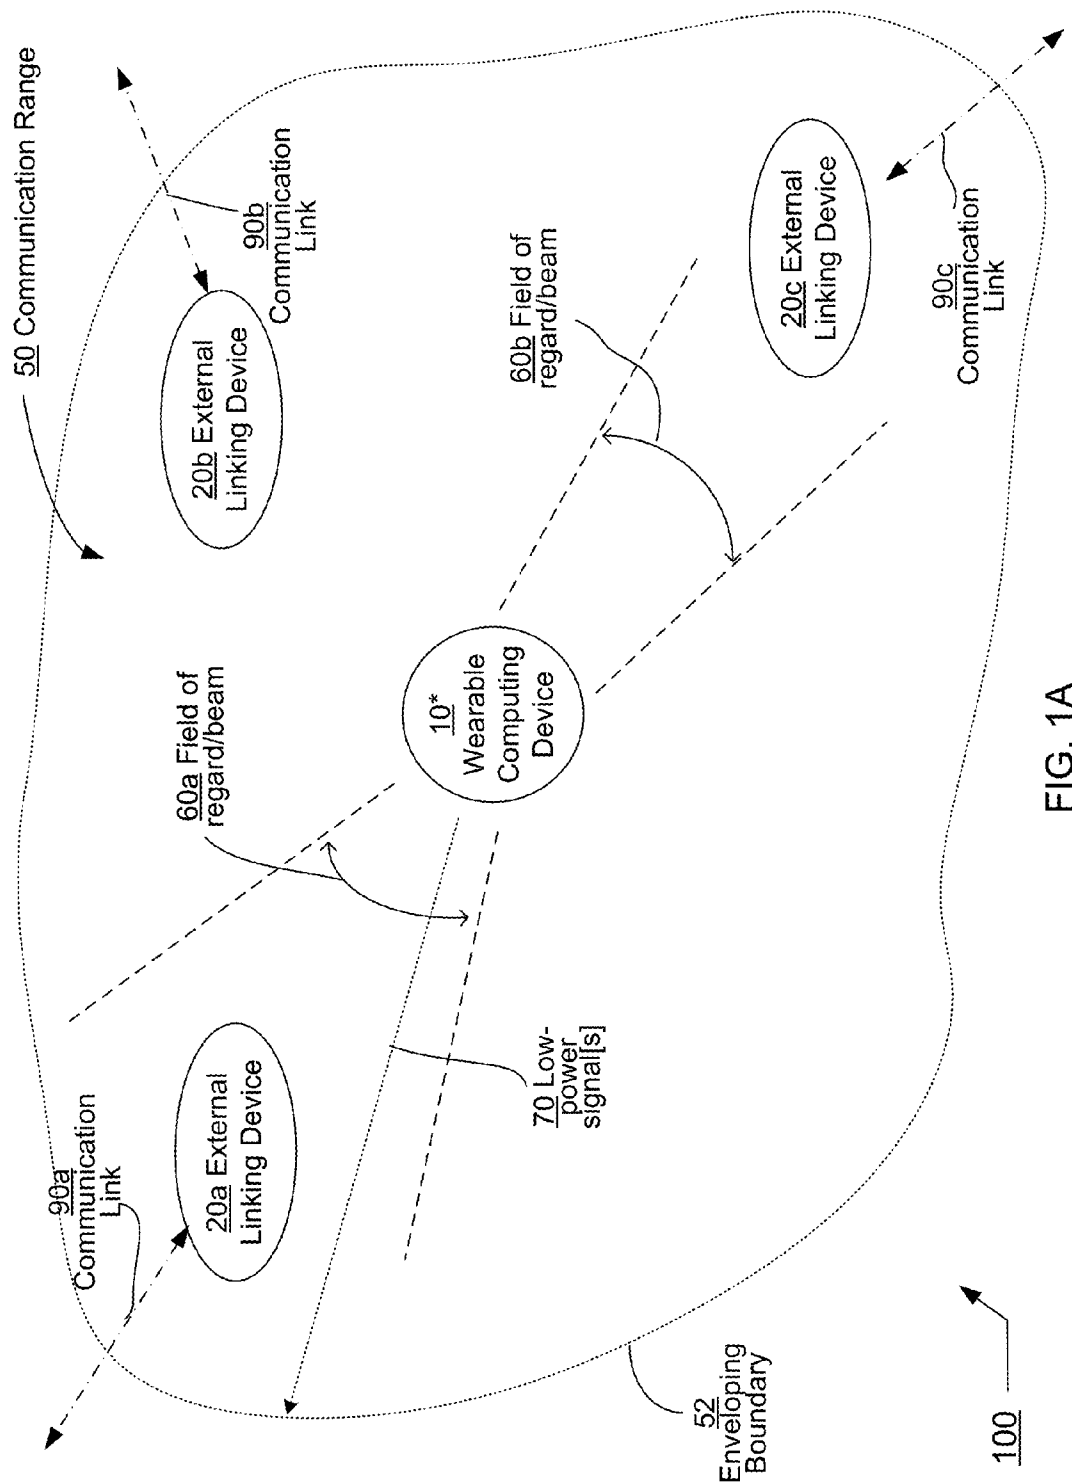 50 Communication Range
90b
Communication
Link
20b External
Linking Device
60b Field of
regard/beam
20c External
Linking Device
90c
Communication
Link
60a Field of
regard/beam
10*
Wearable
Computing
Device
90a
Communication
Link
20a External
Linking Device
70 Low-
power
signal[s]
52
Enveloping
Boundary
100
FIG. 1A